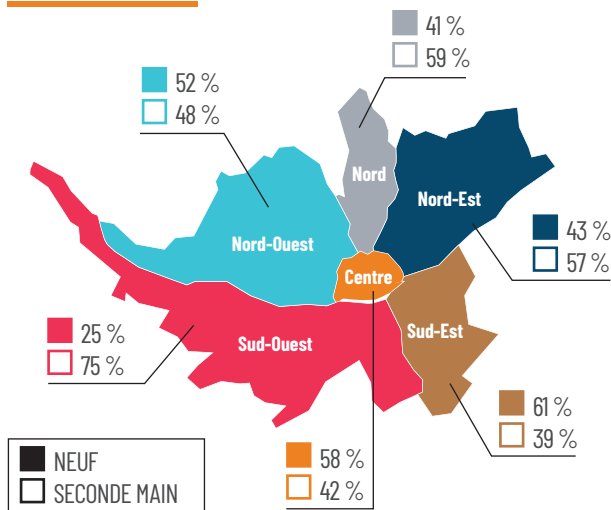 41 %
59 %
52 %
48 %
Nord
Nord-Est
Nord-Ouest
43 %
57 %
Centre
25 %
75 %
Sud-Ouest
Sud-Est
61 %
39 %
58 %
42 %
NEUF
SECONDE MAIN